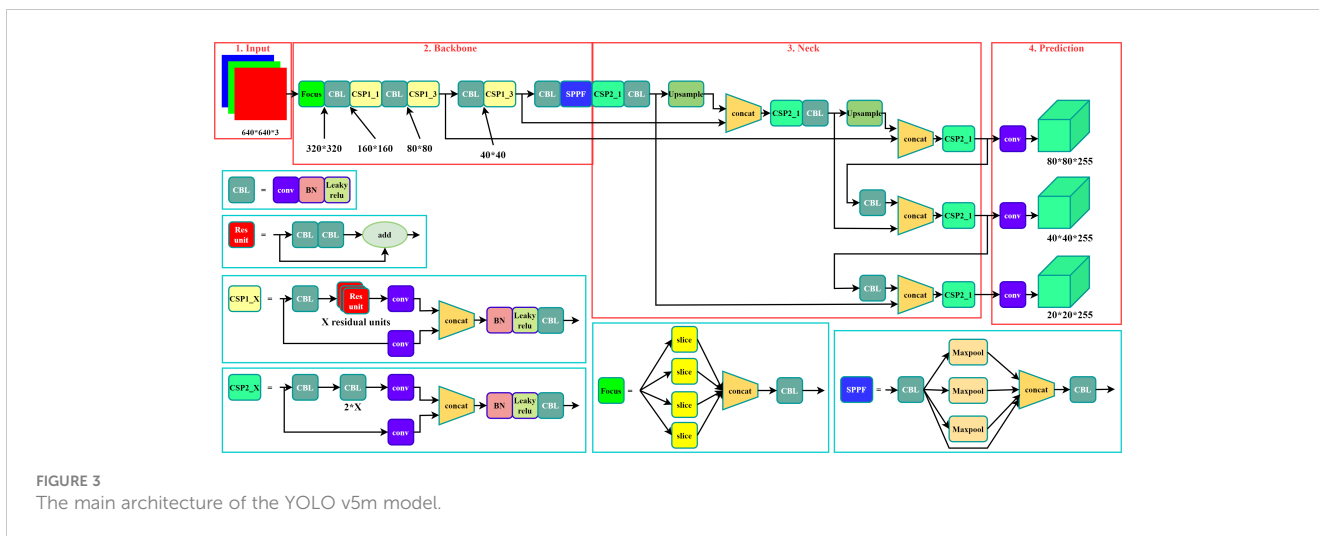 1. Input
2. Backbone
3. Neck
4. Prediction
640*640*3
Focus
CBL
CSP1_1
CBL
CSP1_3
CBL
CSP1_3
CBL
SPPF
CSP2_1
CBL
Upsample
concat
CSP2_1
CBL
Upsample
concat
CSP2_1
conv
320*320
160*160
80*80
40*40
80*80*255
CBL
concat
CSP2_1
conv
40*40*255
CBL
concat
CSP2_1
conv
20*20*255
CBL
=
conv
BN
Leaky
relu
Res
unit
=
CBL
CBL
add
CSP1_X
=
CBL
Res
unit
X residual units
conv
conv
concat
BN
Leaky
relu
CBL
CSP2_X
=
CBL
CBL
2*X
conv
conv
concat
BN
Leaky
relu
CBL
Focus
=
slice
slice
slice
slice
concat
CBL
SPPF
=
CBL
Maxpool
Maxpool
Maxpool
concat
CBL
FIGURE 3
The main architecture of the YOLO v5m model.